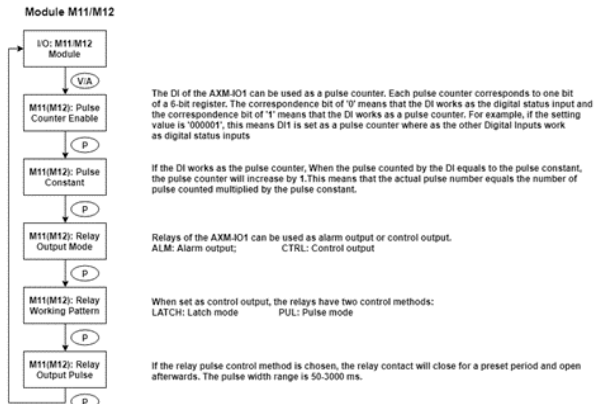 Module M11/M12
I/O: M11/M12
Module
V/A
M11(M12): Pulse
Counter Enable
The DI of the AXM-IO1 can be used as a pulse counter. Each pulse counter corresponds to one bit
of a 6-bit register. The correspondence bit of '0' means that the DI works as the digital status input and
the correspondence bit of '1' means that the DI works as a pulse counter. For example, if the setting
value is '000001', this means DI1 is set as a pulse counter where as the other Digital Inputs work
as digital status inputs
P
M11(M12): Pulse
Constant
If the DI works as the pulse counter, When the pulse counted by the DI equals to the pulse constant,
the pulse counter will increase by 1.This means that the actual pulse number equals the number of
pulse counted multiplied by the pulse constant.
P
M11(M12): Relay
Output Mode
Relays of the AXM-IO1 can be used as alarm output or control output.
ALM: Alarm output; CTRL: Control output
P
M11(M12): Relay
Working Pattern
When set as control output, the relays have two control methods:
LATCH: Latch mode PUL: Pulse mode
P
M11(M12): Relay
Output Pulse
If the relay pulse control method is chosen, the relay contact will close for a preset period and open
afterwards. The pulse width range is 50-3000 ms.
P